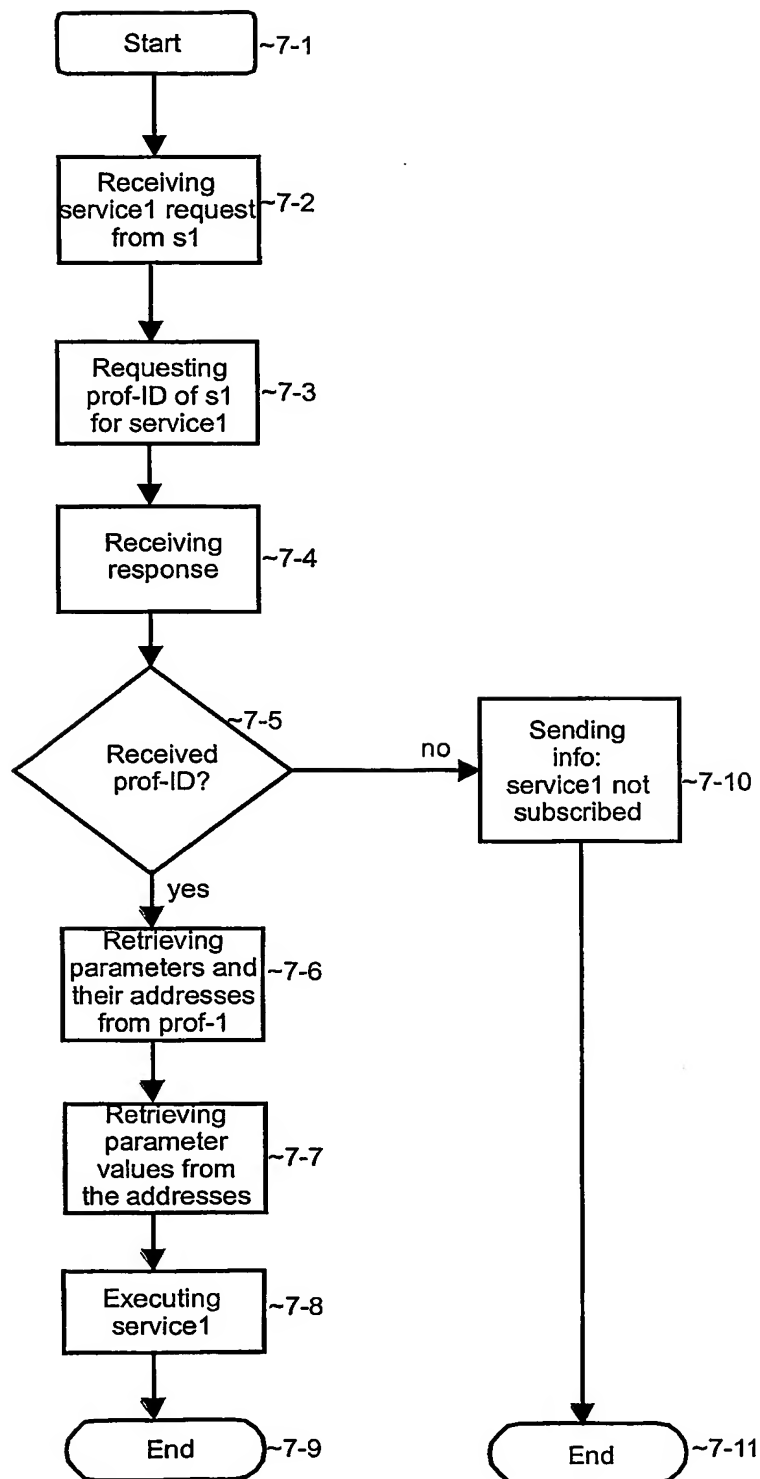 Start
~7-1
Receiving
service1 request
from s1
~7-2
Requesting
prof-ID of s1
for service1
~7-3
Receiving
response
~7-4
~7-5
Received
prof-ID?
no
Sending
info:
service1 not
subscribed
~7-10
yes
Retrieving
parameters and
their addresses
from prof-1
~7-6
Retrieving
parameter
values from
the addresses
~7-7
Executing
service1
~7-8
End
~7-9
End
~7-11